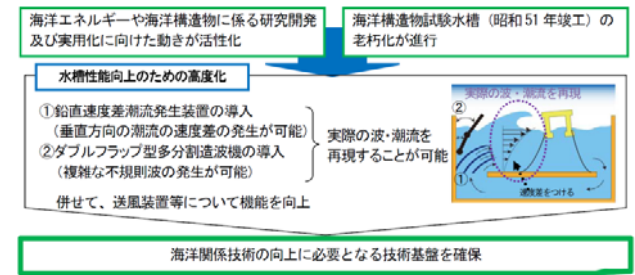 海洋エネルギーや海洋構造物に係る研究開発
及び実用化に向けた動きが活性化
海洋構造物試験水槽(昭和51年竣工)の
老朽化が進行
水槽性能向上のための高度化
①鉛直速度差潮流発生装置の導入
(垂直方向の潮流の速度差の発生が可能)
②ダブルフラップ型多分割造波機の導入
(複雑な不規則波の発生が可能)
併せて、送風装置等について機能を向上
実際の波・潮流を
再現することが可能
実際の波・潮流を再現
②
①
速度差をつける
海洋関係技術の向上に必要となる技術基盤を確保